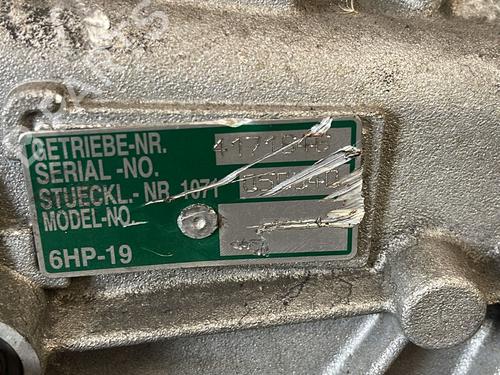 GETRIEBE-NR.
SERIAL -NO.
STUECKL.- NR. 1071
MODEL-NO.
6HP-19